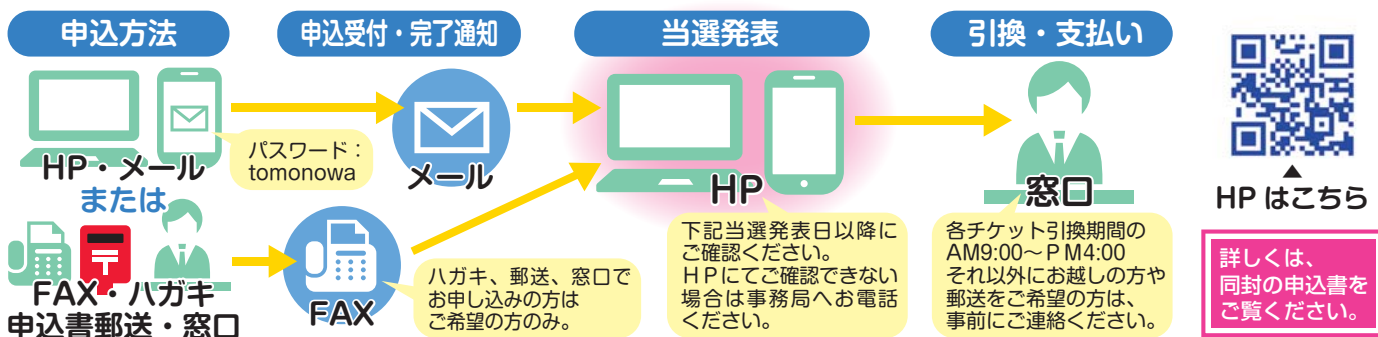 申込方法
HP・メール
または
FAX・ハガキ
申込書郵送・窓口
パスワード：
tomonowa
申込受付・完了通知
メール
FAX
ハガキ、郵送、窓口で
お申し込みの方は
ご希望の方のみ。
当選発表
HP
下記当選発表日以降に
ご確認ください。
ＨＰにてご確認できない
場合は事務局へお電話
ください。
引換・支払い
窓口
各チケット引換期間の
AM9:00～ＰM4:00
それ以外にお越しの方や
郵送をご希望の方は、
事前にご連絡ください。
▲
HP はこちら
詳しくは、
同封の申込書を
ご覧ください。